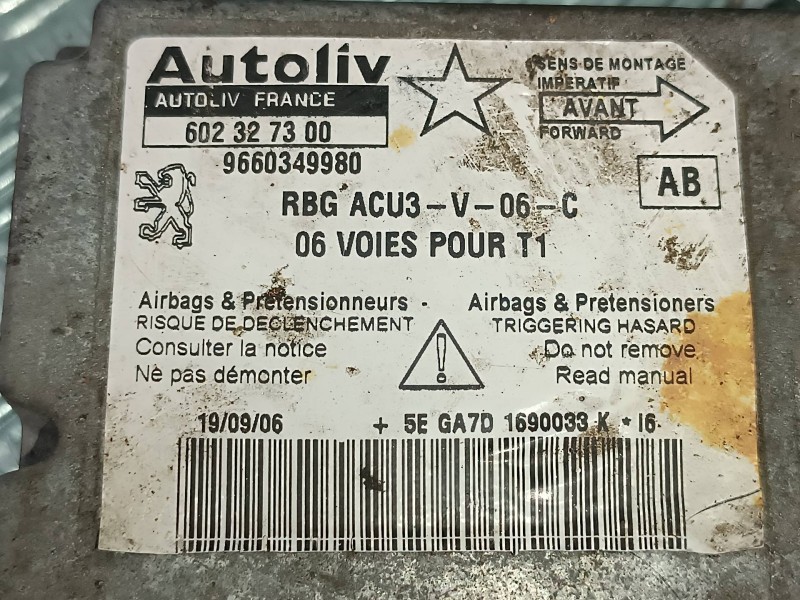 Autoliv
AUTOLIV FRANCE
602 32 73 00
9660349980
SENS DE MONTAGE
IMPERATIF
AVANT
FORWARD
AB
RBG ACU3-V-06-C
06 VOIES POUR T1
Airbags & Pretensionneurs -
RISQUE DE DECLENCHEMENT
Consulter la notice
Ne pas démonter
Airbags & Pretensioners
TRIGGERING HASARD
Do not remove
Read manual
19/09/06
+ 5E GA7D 1690033 K * I6